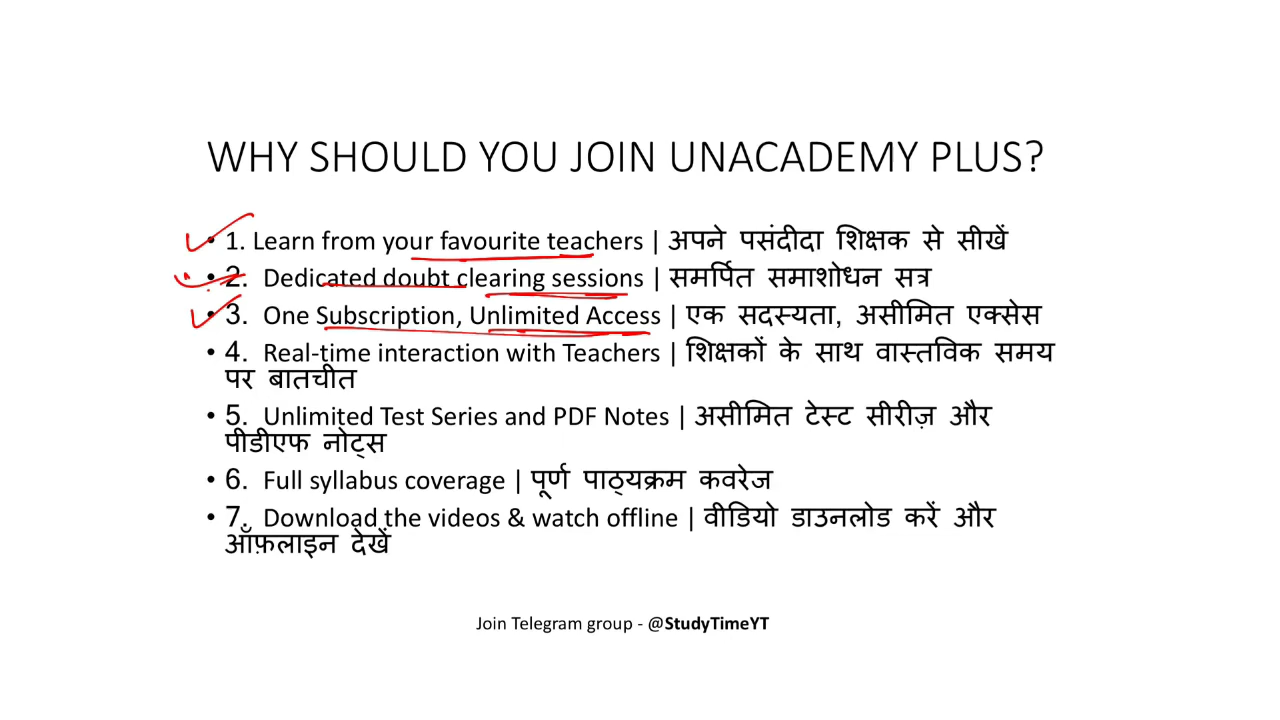 WHY SHOULD YOU JOIN UNACADEMY PLUS?
• 1. Learn from your favourite teachers | अपने पसंदीदा शिक्षक से सीखें
• 2. Dedicated doubt clearing sessions | समर्पित समाशोधन सत्र
• 3. One Subscription, Unlimited Access | एक सदस्यता, असीमित एक्सेस
• 4. Real-time interaction with Teachers | शिक्षकों के साथ वास्तविक समय
पर बातचीत
• 5. Unlimited Test Series and PDF Notes | असीमित टेस्ट सीरीज़ और
पीडीएफ नोट्स
• 6. Full syllabus coverage | पूर्ण पाठ्यक्रम कवरेज
• 7. Download the videos & watch offline | वीडियो डाउनलोड करें और
ऑफ़लाइन देखें
Join Telegram group - @StudyTimeYT